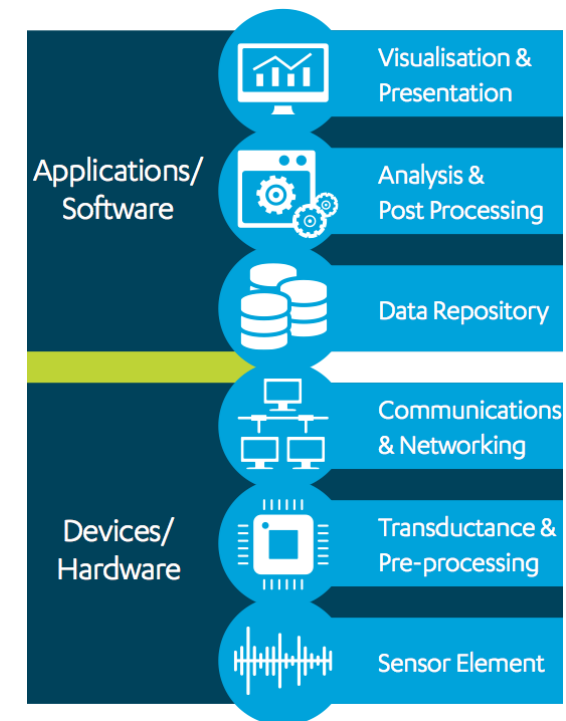 Applications/
Software
Visualisation &
Presentation
Analysis &
Post Processing
Data Repository
Devices/
Hardware
Communications
& Networking
Transductance &
Pre-processing
Sensor Element